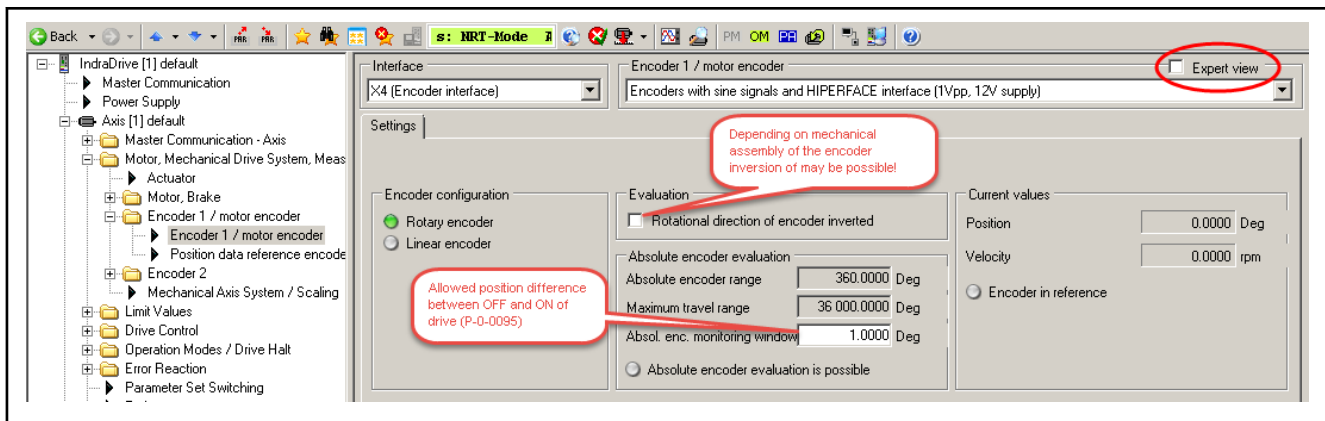 Back
PAR PAR
s: NRT-Mode
PM OM PA
IndraDrive [1] default
Master Communication
Power Supply
Axis [1] default
Master Communication - Axis
Motor, Mechanical Drive System, Meas
Actuator
Motor, Brake
Encoder 1 / motor encoder
Encoder 1 / motor encoder
Position data reference encode
Encoder 2
Mechanical Axis System / Scaling
Limit Values
Drive Control
Operation Modes / Drive Halt
Error Reaction
Parameter Set Switching
Interface
X4 (Encoder interface)
Encoder 1 / motor encoder
Expert view
Encoders with sine signals and HIPERFACE interface (1Vpp, 12V supply)
Settings
Depending on mechanical
assembly of the encoder
inversion of may be possible!
Encoder configuration
Rotary encoder
Linear encoder
Allowed position difference
between OFF and ON of
drive (P-0-0095)
Evaluation
Rotational direction of encoder inverted
Absolute encoder evaluation
Absolute encoder range 360.0000 Deg
Maximum travel range 36 000.0000 Deg
Absol. enc. monitoring window 1.0000 Deg
Absolute encoder evaluation is possible
Current values
Position 0.0000 Deg
Velocity 0.0000 rpm
Encoder in reference